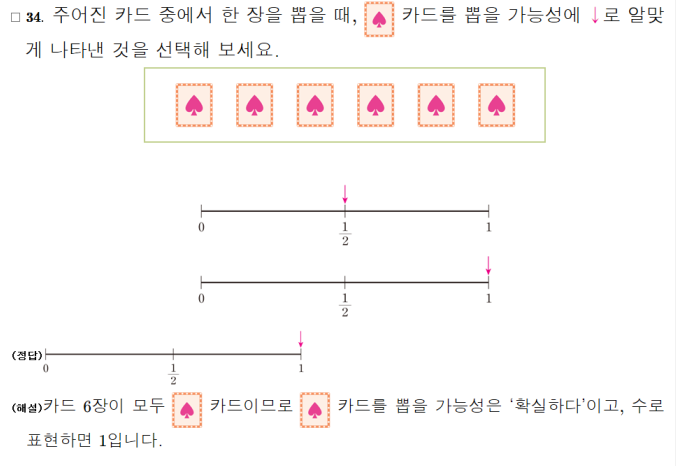 □ 34. 주어진 카드 중에서 한 장을 뽑을 때, 카드를 뽑을 가능성에 ↓로 알맞
게 나타낸 것을 선택해 보세요.
0 1/2 1
0 1/2 1
(정답) 0 1/2 1
(해설)카드 6장이 모두 카드이므로 카드를 뽑을 가능성은 ‘확실하다’이고, 수로
표현하면 1입니다.